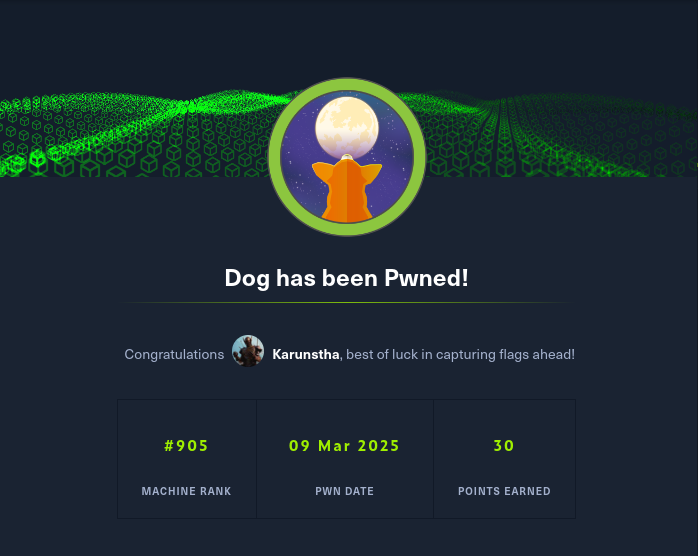 Dog has been Pwned!
Congratulations Karunstha, best of luck in capturing flags ahead!
#905 09 Mar 2025 30
MACHINE RANK PWN DATE POINTS EARNED